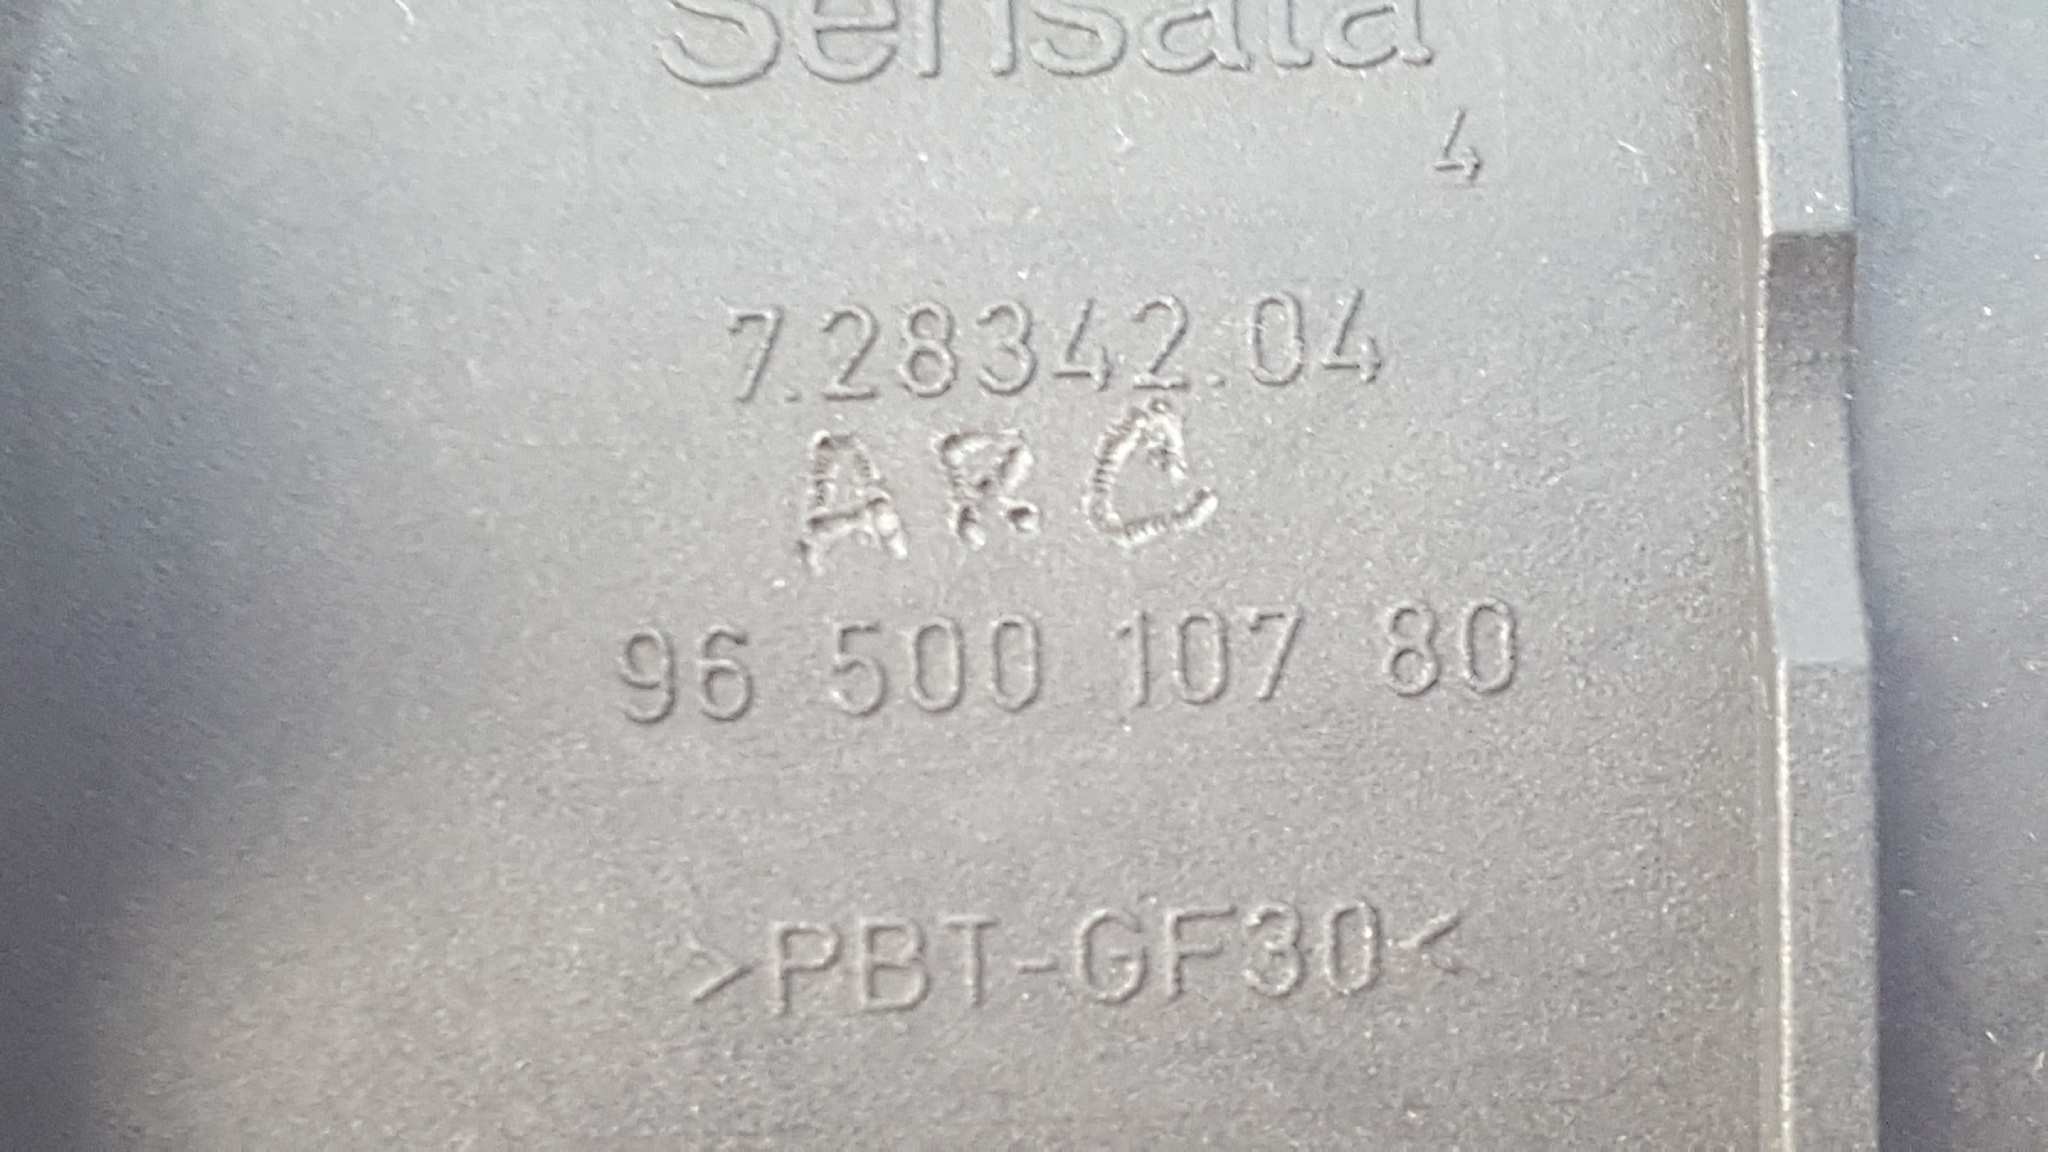 Sensata
4
7.28342.04
ARC
96 500 107 80
>PBT-GF30<